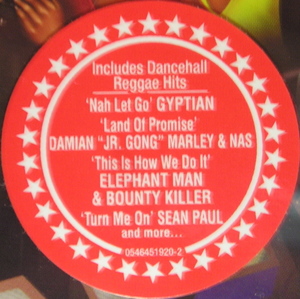 Includes Dancehall
Reggae Hits
'Nah Let Go' GYPTIAN
'Land Of Promise'
DAMIAN "JR. GONG" MARLEY & NAS
'This Is How We Do It'
ELEPHANT MAN
& BOUNTY KILLER
'Turn Me On' SEAN PAUL
and more...
0546451920-2